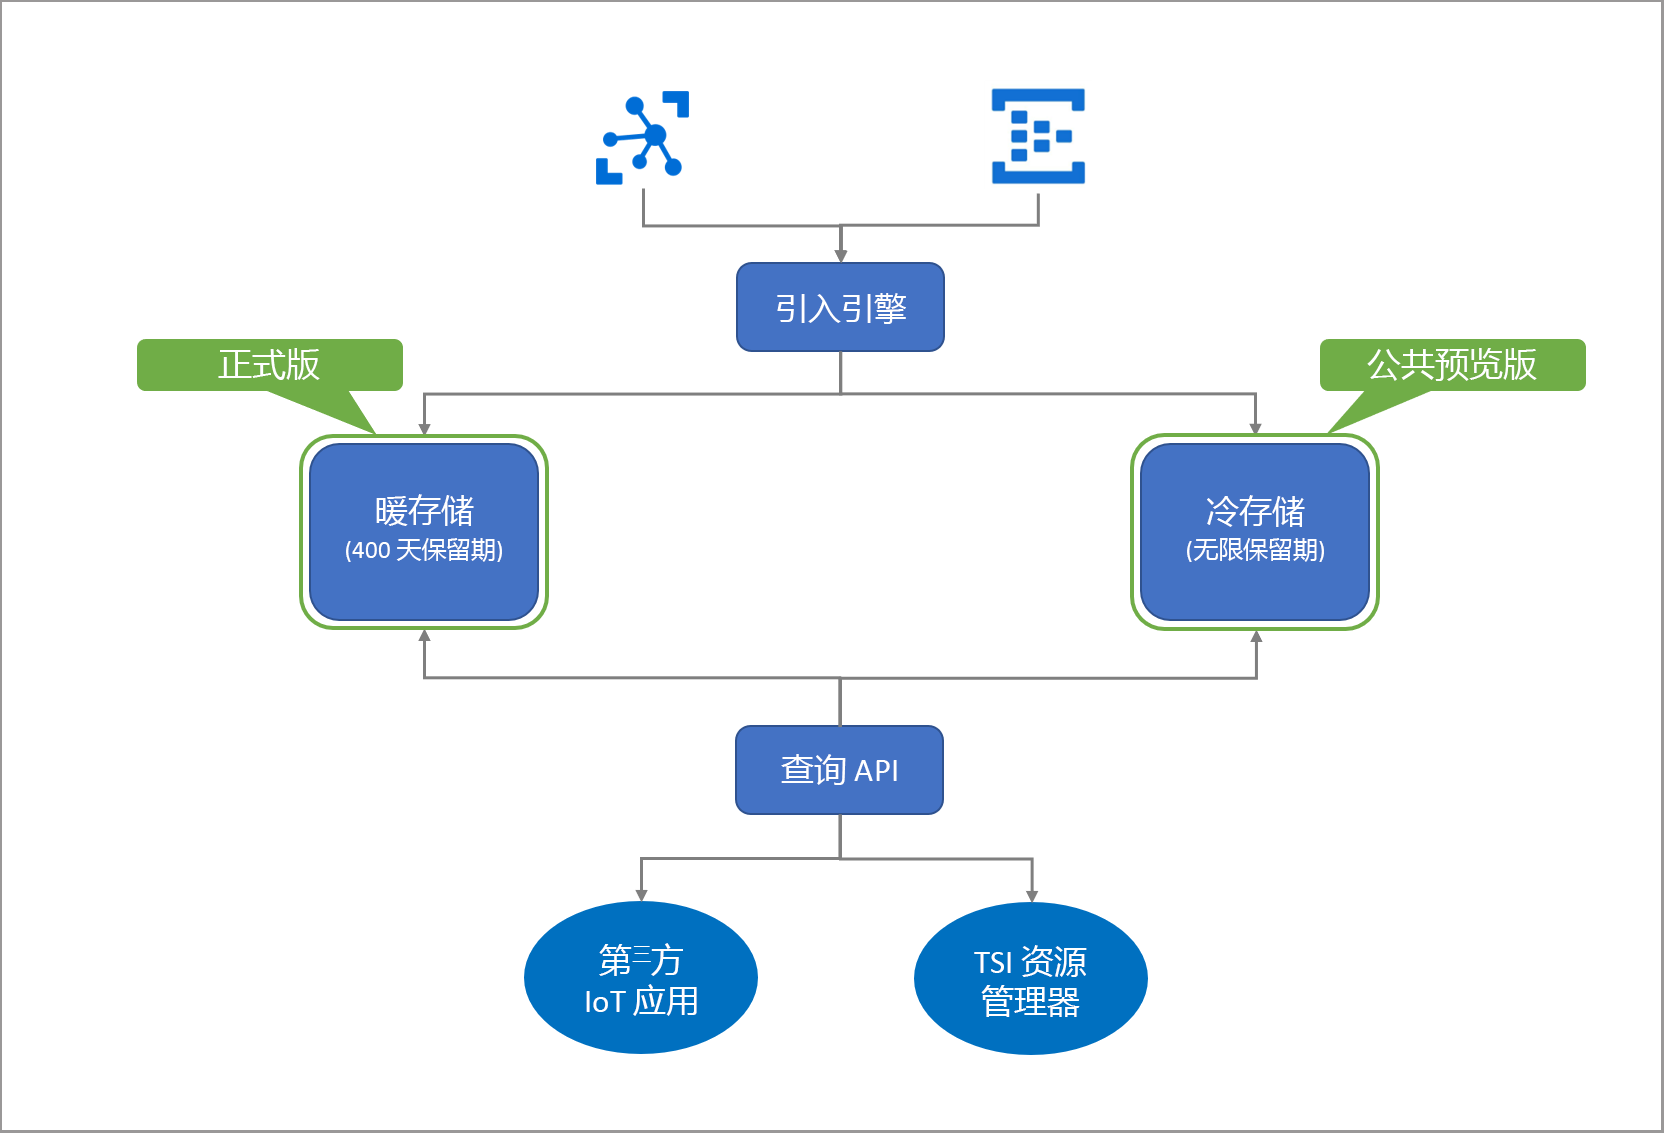 引入引擎
正式版
公共预览版
暖存储
(400 天保留期)
冷存储
(无限保留期)
查询 API
第三方
IoT 应用
TSI 资源
管理器